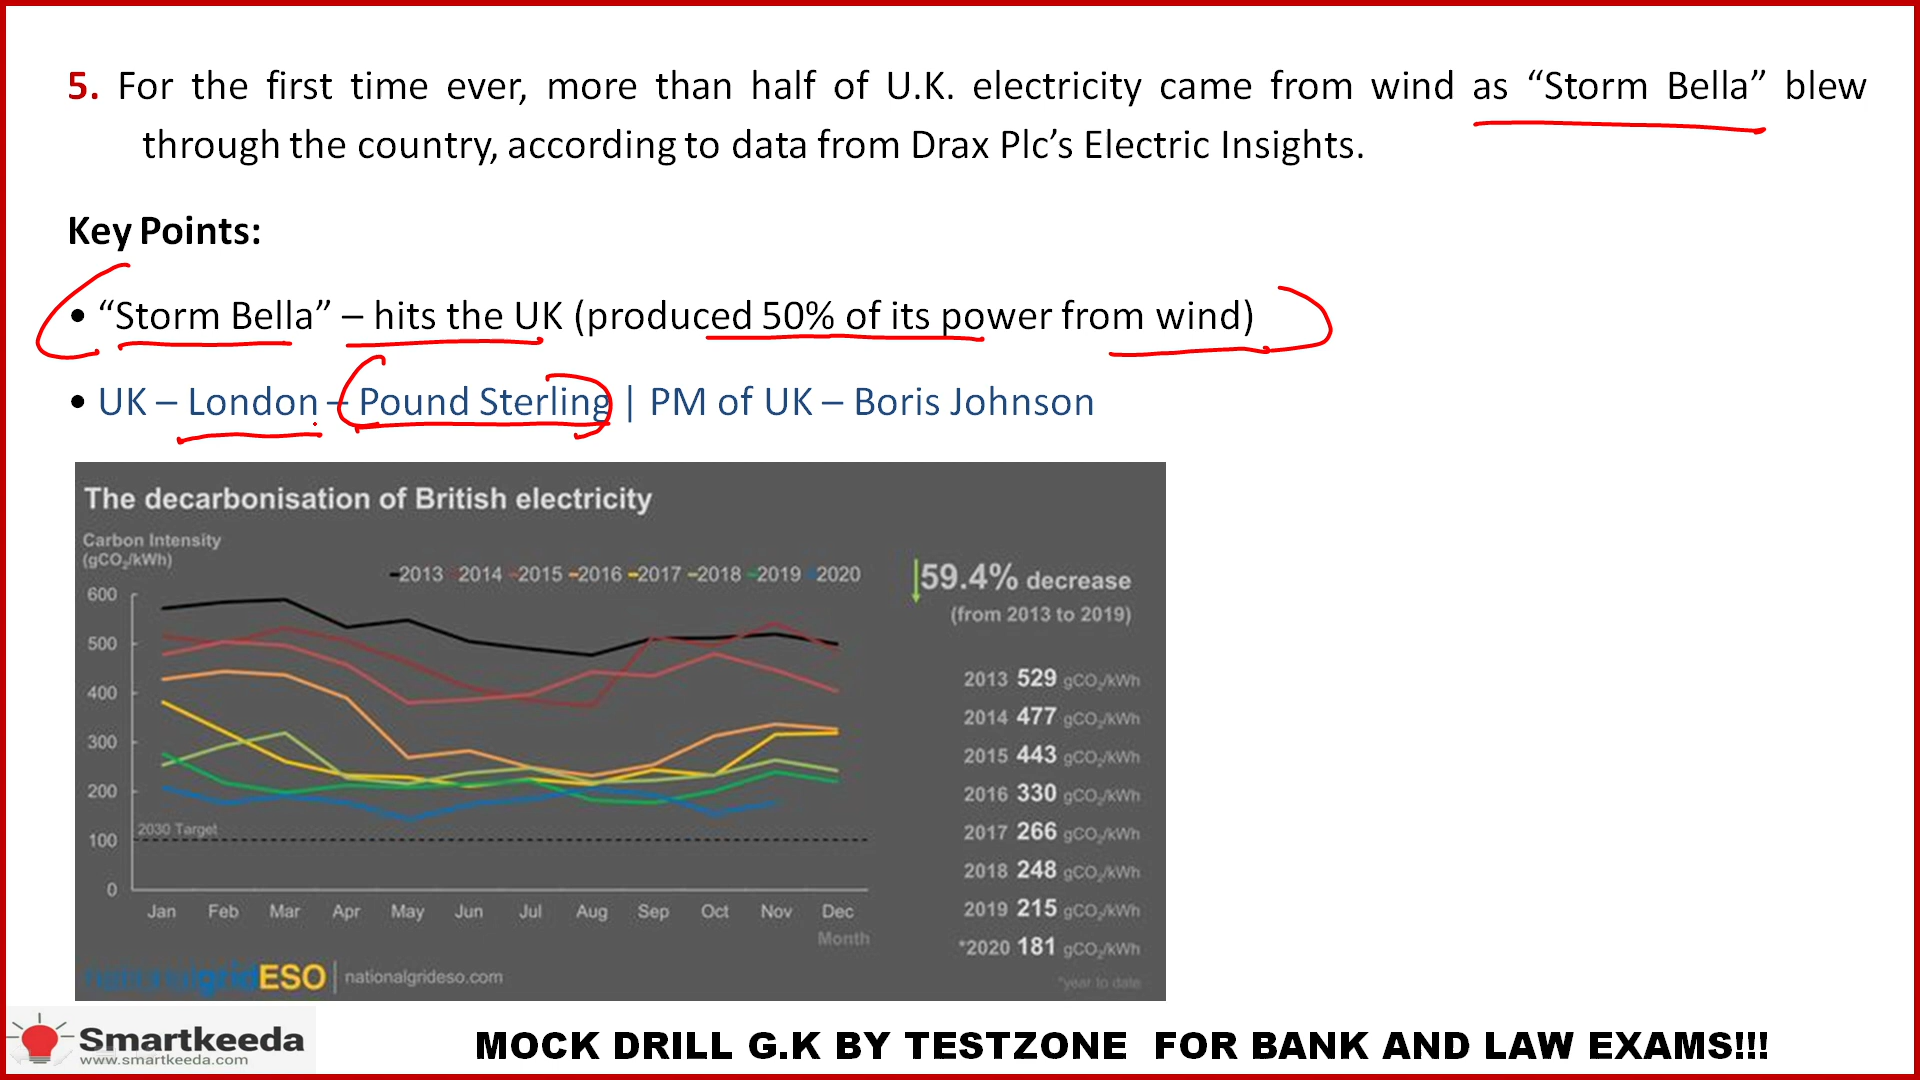 5. For the first time ever, more than half of U.K. electricity came from wind as “Storm Bella” blew
through the country, according to data from Drax Plc’s Electric Insights.
Key Points:
• “Storm Bella” – hits the UK (produced 50% of its power from wind)
• UK – London – Pound Sterling | PM of UK – Boris Johnson
The decarbonisation of British electricity
Carbon Intensity
(gCO₂/kWh)
2013 2014 2015 2016 2017 2018 2019 2020
600
500
400
300
200
2030 Target
100
0
Jan Feb Mar Apr May Jun Jul Aug Sep Oct Nov Dec
Month
59.4% decrease
(from 2013 to 2019)
2013 529 gCO₂/kWh
2014 477 gCO₂/kWh
2015 443 gCO₂/kWh
2016 330 gCO₂/kWh
2017 266 gCO₂/kWh
2018 248 gCO₂/kWh
2019 215 gCO₂/kWh
*2020 181 gCO₂/kWh
*year to date
nationalgridESO | nationalgrideso.com
Smartkeeda
www.smartkeeda.com
MOCK DRILL G.K BY TESTZONE FOR BANK AND LAW EXAMS!!!